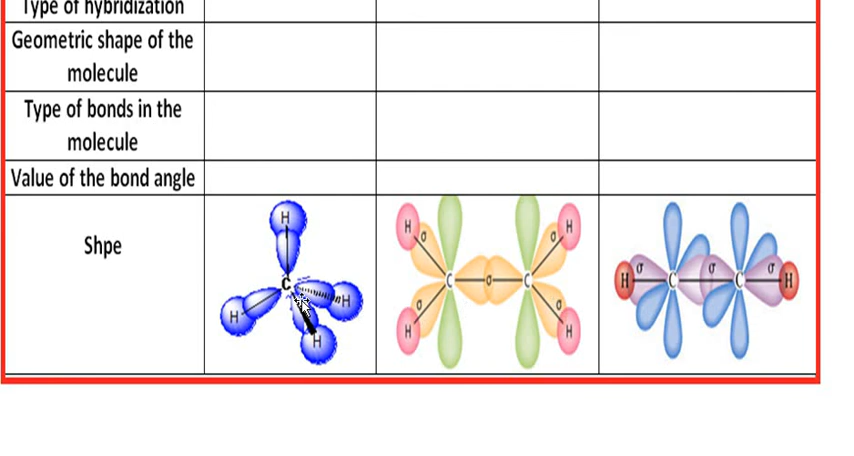 Type of hybridization
Geometric shape of the
molecule
Type of bonds in the
molecule
Value of the bond angle
Shpe
H
C
H
H
H
H
σ
σ
H
C
σ
C
σ
σ
H
H
H
σ
C
σ
C
σ
H